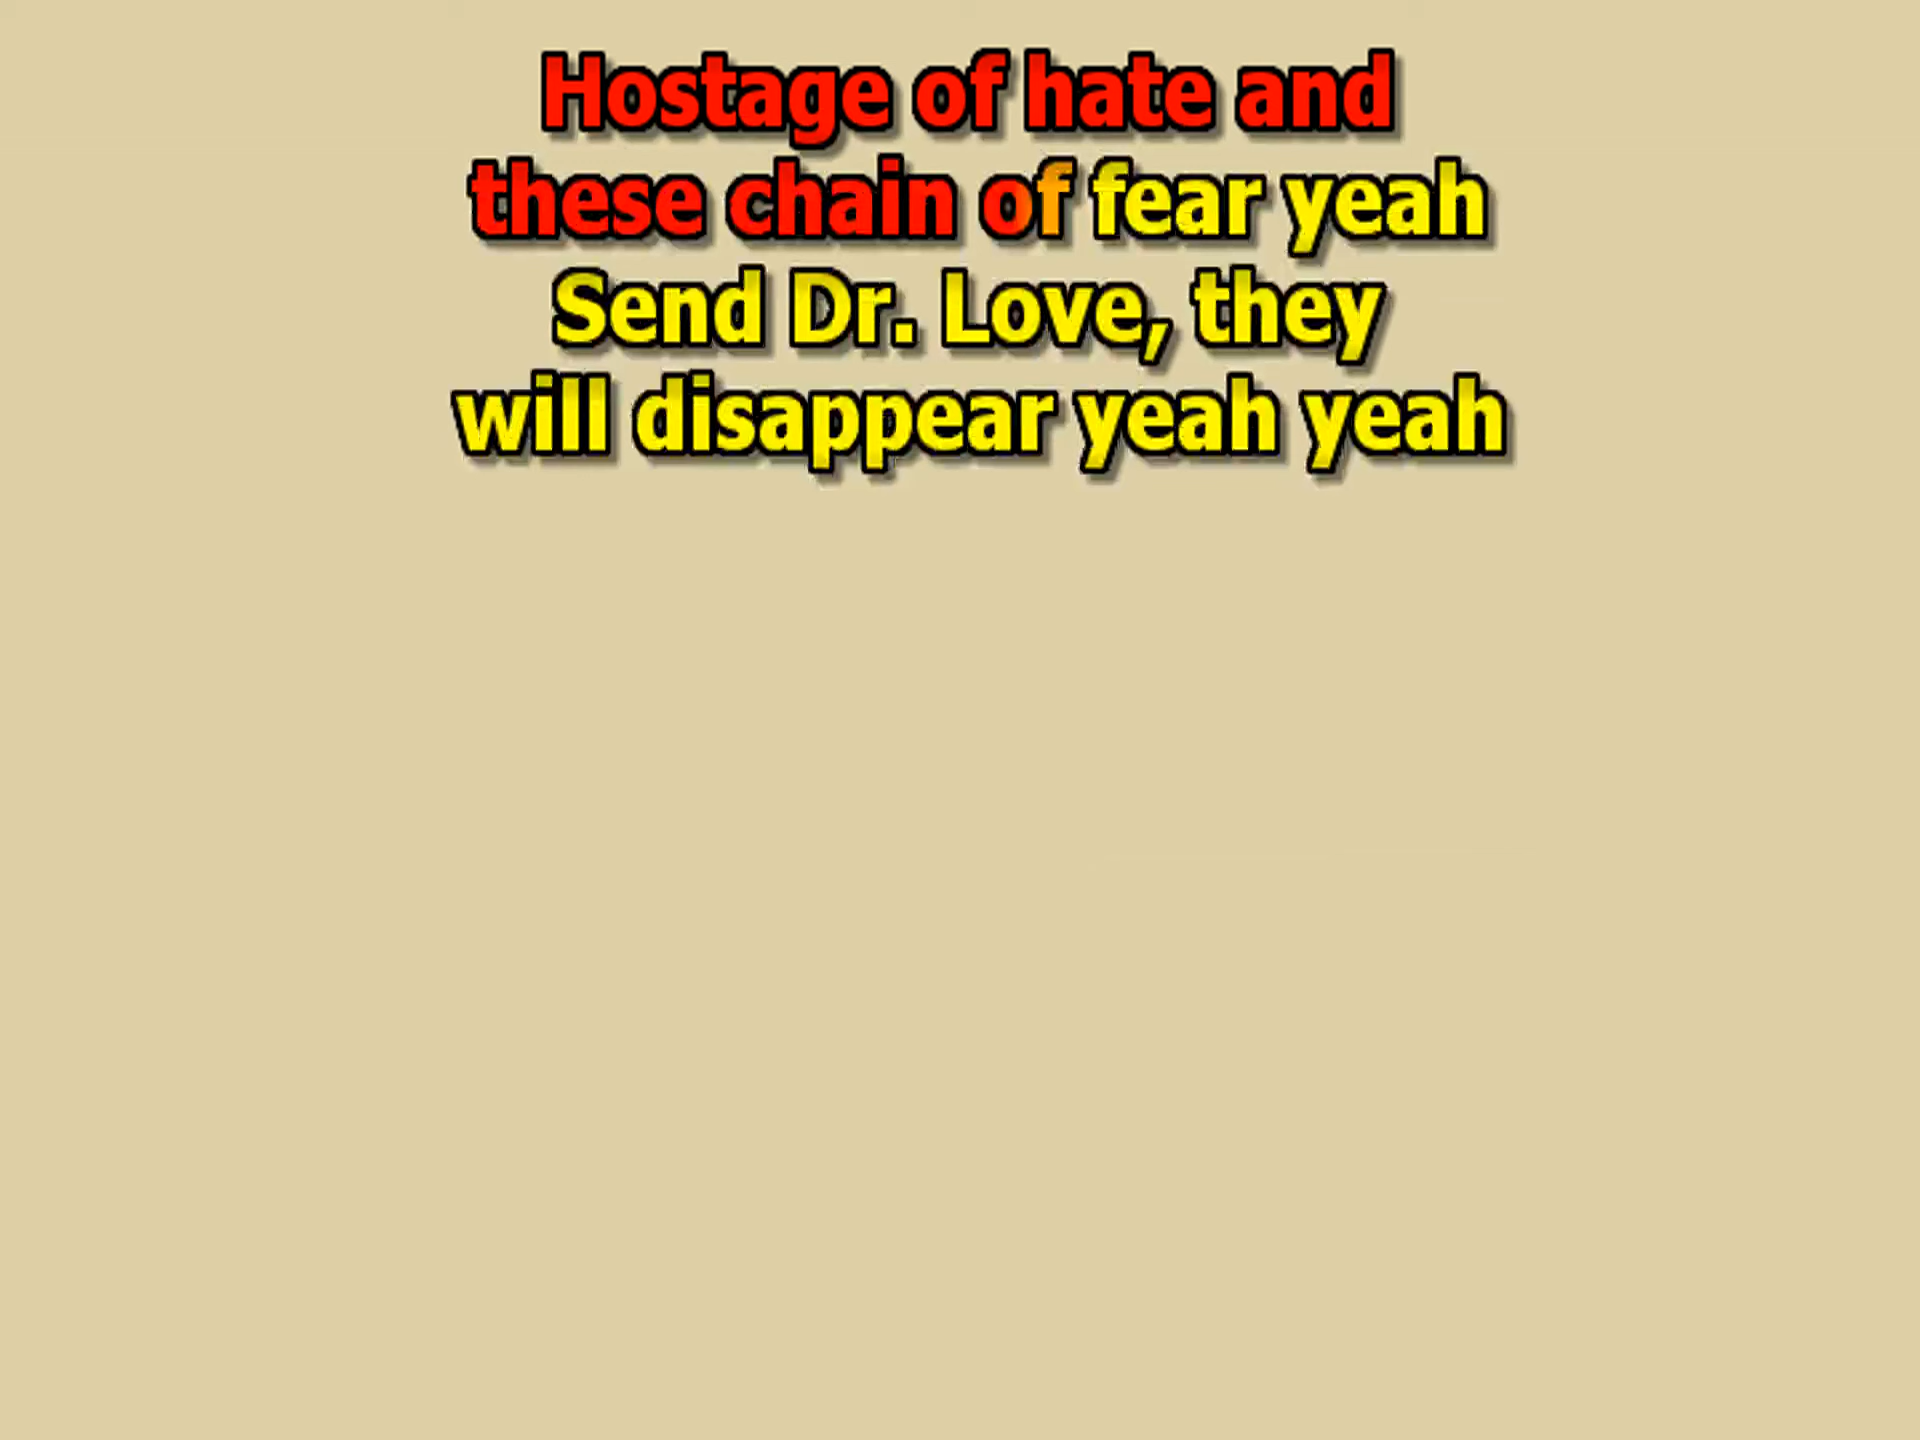 Hostage of hate and
these chain of fear yeah
Send Dr. Love, they
will disappear yeah yeah